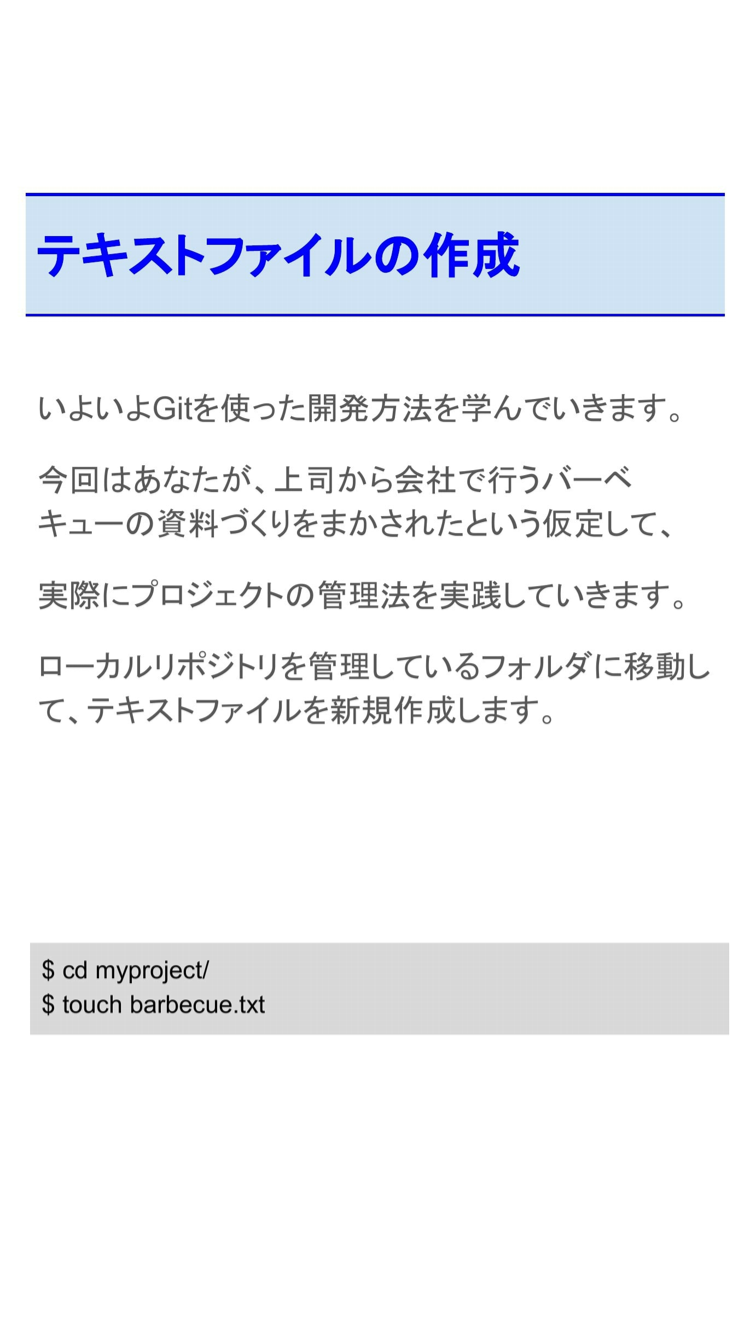 テキストファイルの作成
いよいよGitを使った開発方法を学んでいきます。
今回はあなたが、上司から会社で行うバーベ
キューの資料づくりをまかされたという仮定して、
実際にプロジェクトの管理法を実践していきます。
ローカルリポジトリを管理しているフォルダに移動し
て、テキストファイルを新規作成します。
$ cd myproject/
$ touch barbecue.txt